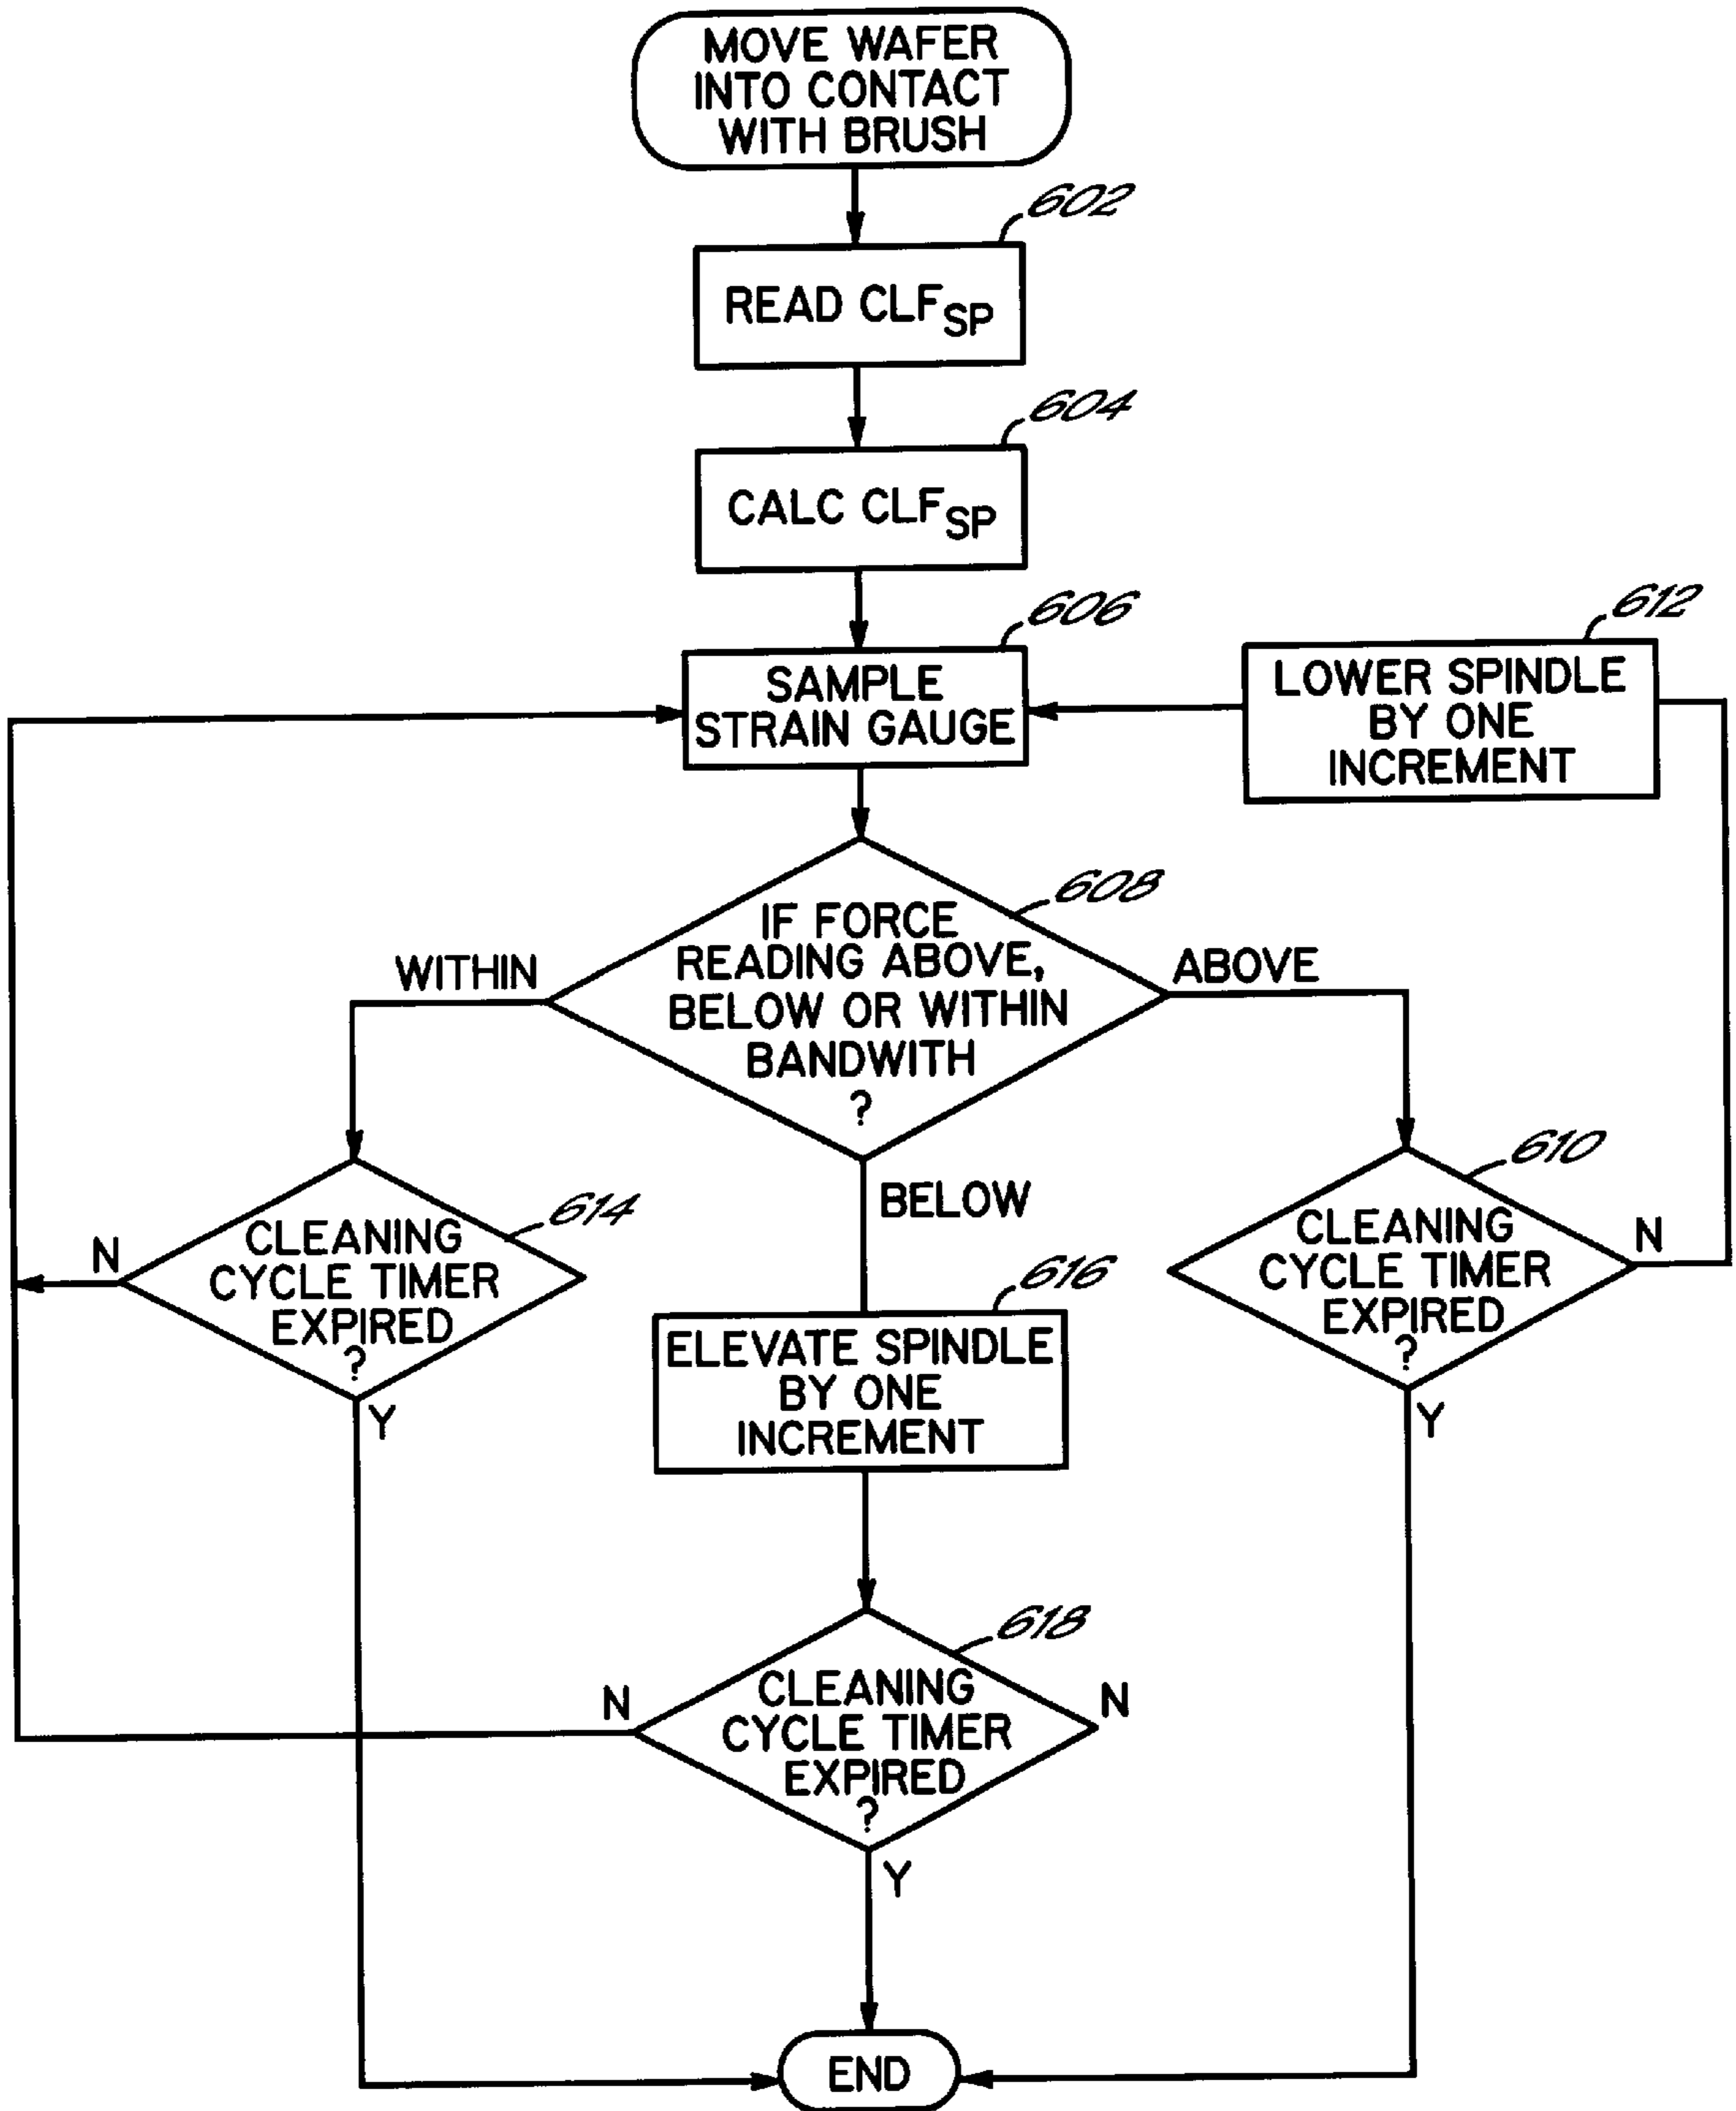 MOVE WAFER
INTO CONTACT
WITH BRUSH
602
READ CLF_SP
604
CALC CLF_SP
606
SAMPLE
STRAIN GAUGE
612
LOWER SPINDLE
BY ONE
INCREMENT
608
IF FORCE
READING ABOVE,
BELOW OR WITHIN
BANDWITH
?
WITHIN
ABOVE
BELOW
614
CLEANING
CYCLE TIMER
EXPIRED
?
N
Y
616
ELEVATE SPINDLE
BY ONE
INCREMENT
610
CLEANING
CYCLE TIMER
EXPIRED
?
N
Y
618
CLEANING
CYCLE TIMER
EXPIRED
?
N
N
Y
END